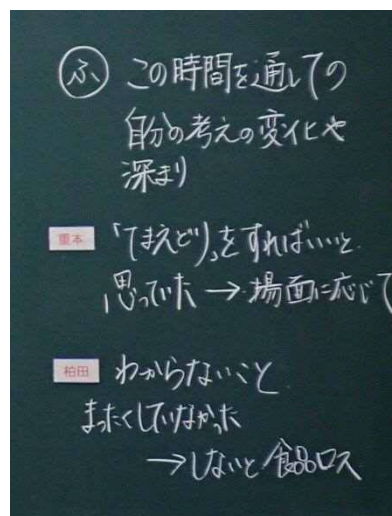 ふ この時間を通しての
自分の考えの変化や
深まり
重本 「てまえどり」をすればいいと
思っていた → 場面に応じて
柏田 わからないこと
まったくしていなかった
→しないと食品ロス